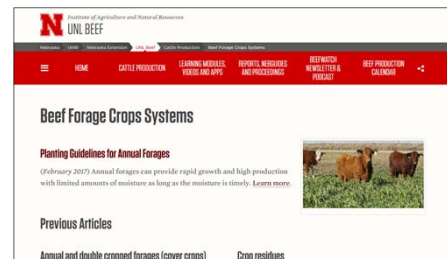 N
Institute of Agriculture and Natural Resources
UNL BEEF
Nebraska IANR Nebraska Extension UNL Beef Cattle Production Beef Forage Crops Systems
HOME
CATTLE PRODUCTION
LEARNING MODULES,
VIDEOS AND APPS
REPORTS, NEBGUIDES
AND PROCEEDINGS
BEEFWATCH
NEWSLETTER &
PODCAST
BEEF PRODUCTION
CALENDAR
Beef Forage Crops Systems
Planting Guidelines for Annual Forages
(February 2017) Annual forages can provide rapid growth and high production
with limited amounts of moisture as long as the moisture is timely. Learn more.
Previous Articles
Annual and double cropped forages (cover crops)
Crop residues